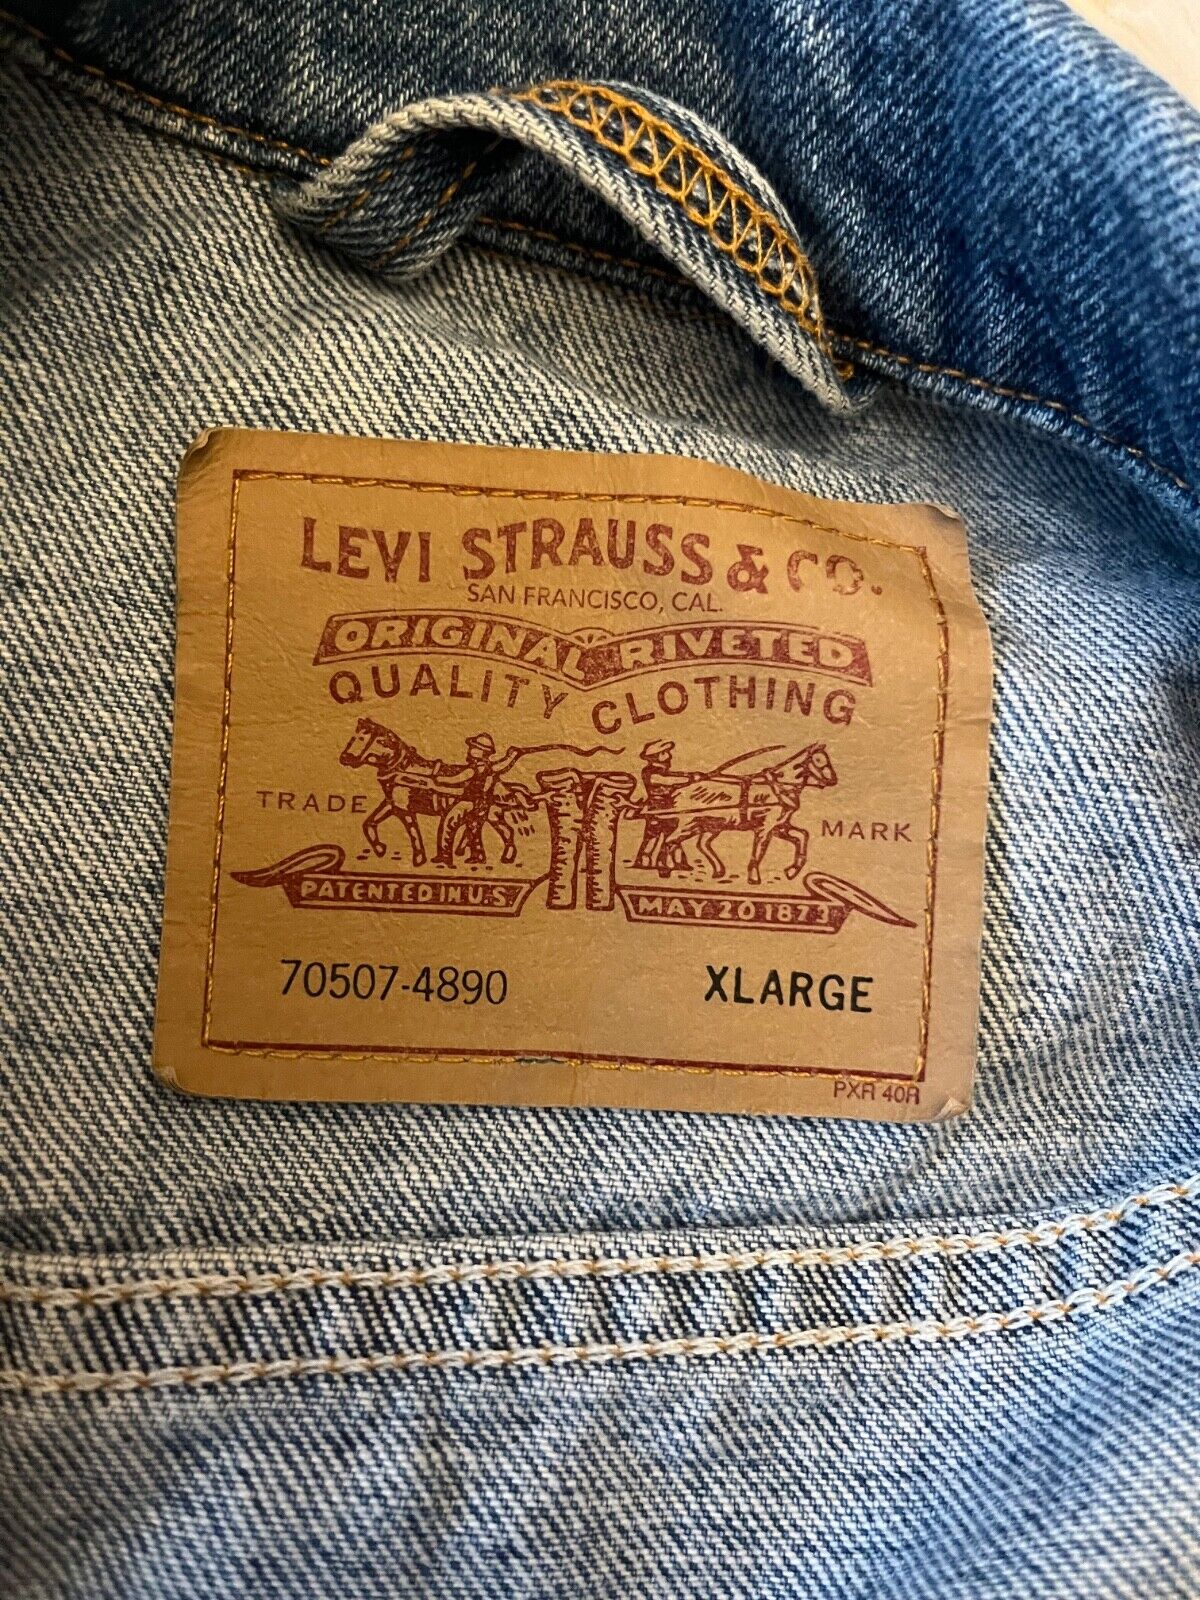 LEVI STRAUSS & CO.
SAN FRANCISCO, CAL.
ORIGINAL RIVETED
QUALITY CLOTHING
TRADE MARK
PATENTED IN U.S MAY 20 1873
70507-4890 XLARGE
PXR 40R